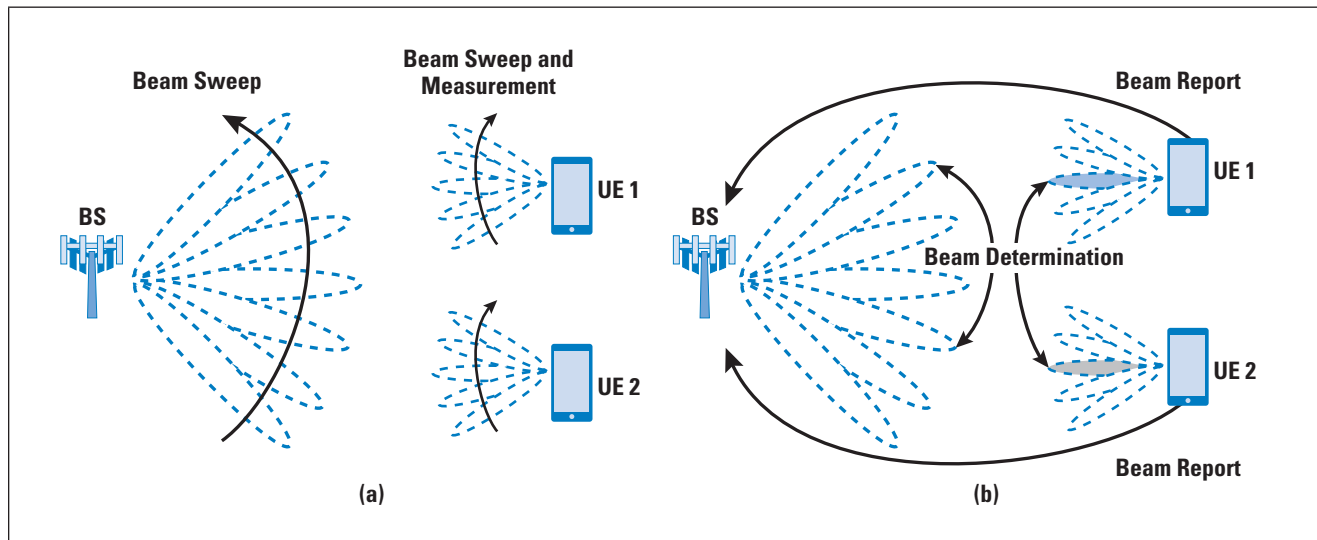 Beam Sweep
Beam Sweep and
Measurement
BS
UE 1
UE 2
(a)
Beam Report
BS
UE 1
Beam Determination
UE 2
Beam Report
(b)